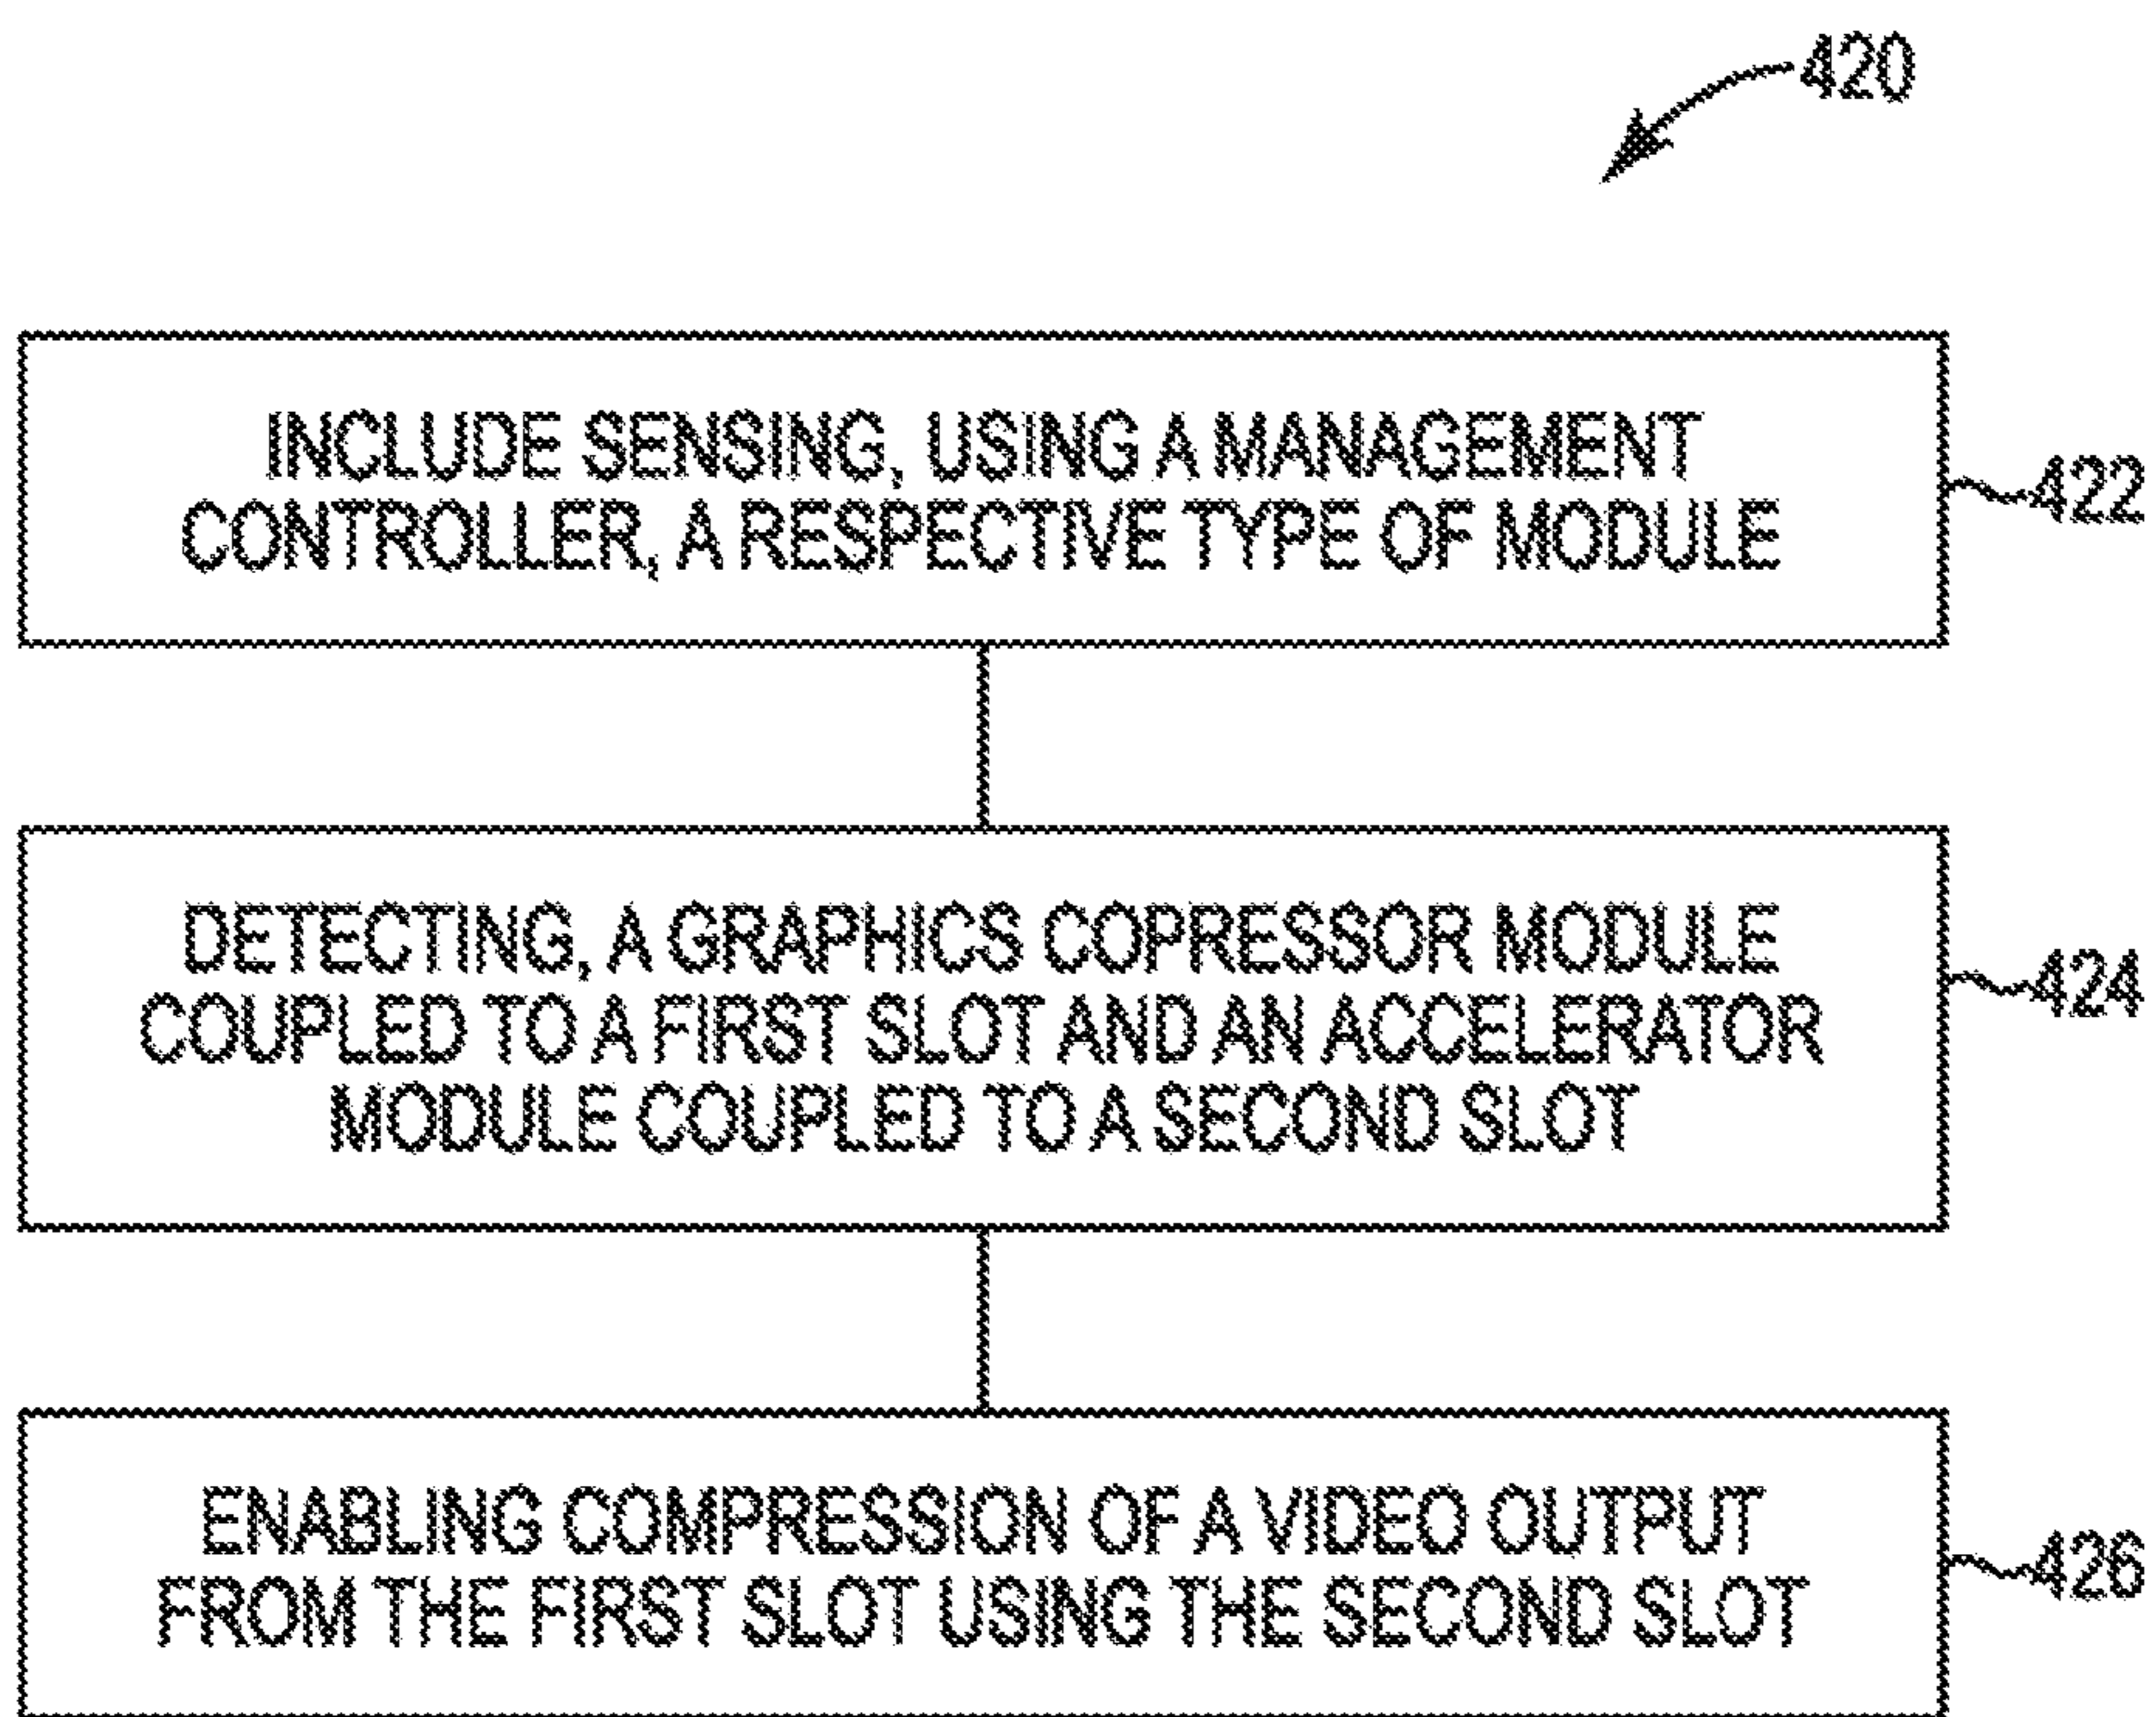 420
INCLUDE SENSING, USING A MANAGEMENT
CONTROLLER, A RESPECTIVE TYPE OF MODULE
422
DETECTING, A GRAPHICS COPRESSOR MODULE
COUPLED TO A FIRST SLOT AND AN ACCELERATOR
MODULE COUPLED TO A SECOND SLOT
424
ENABLING COMPRESSION OF A VIDEO OUTPUT
FROM THE FIRST SLOT USING THE SECOND SLOT
426